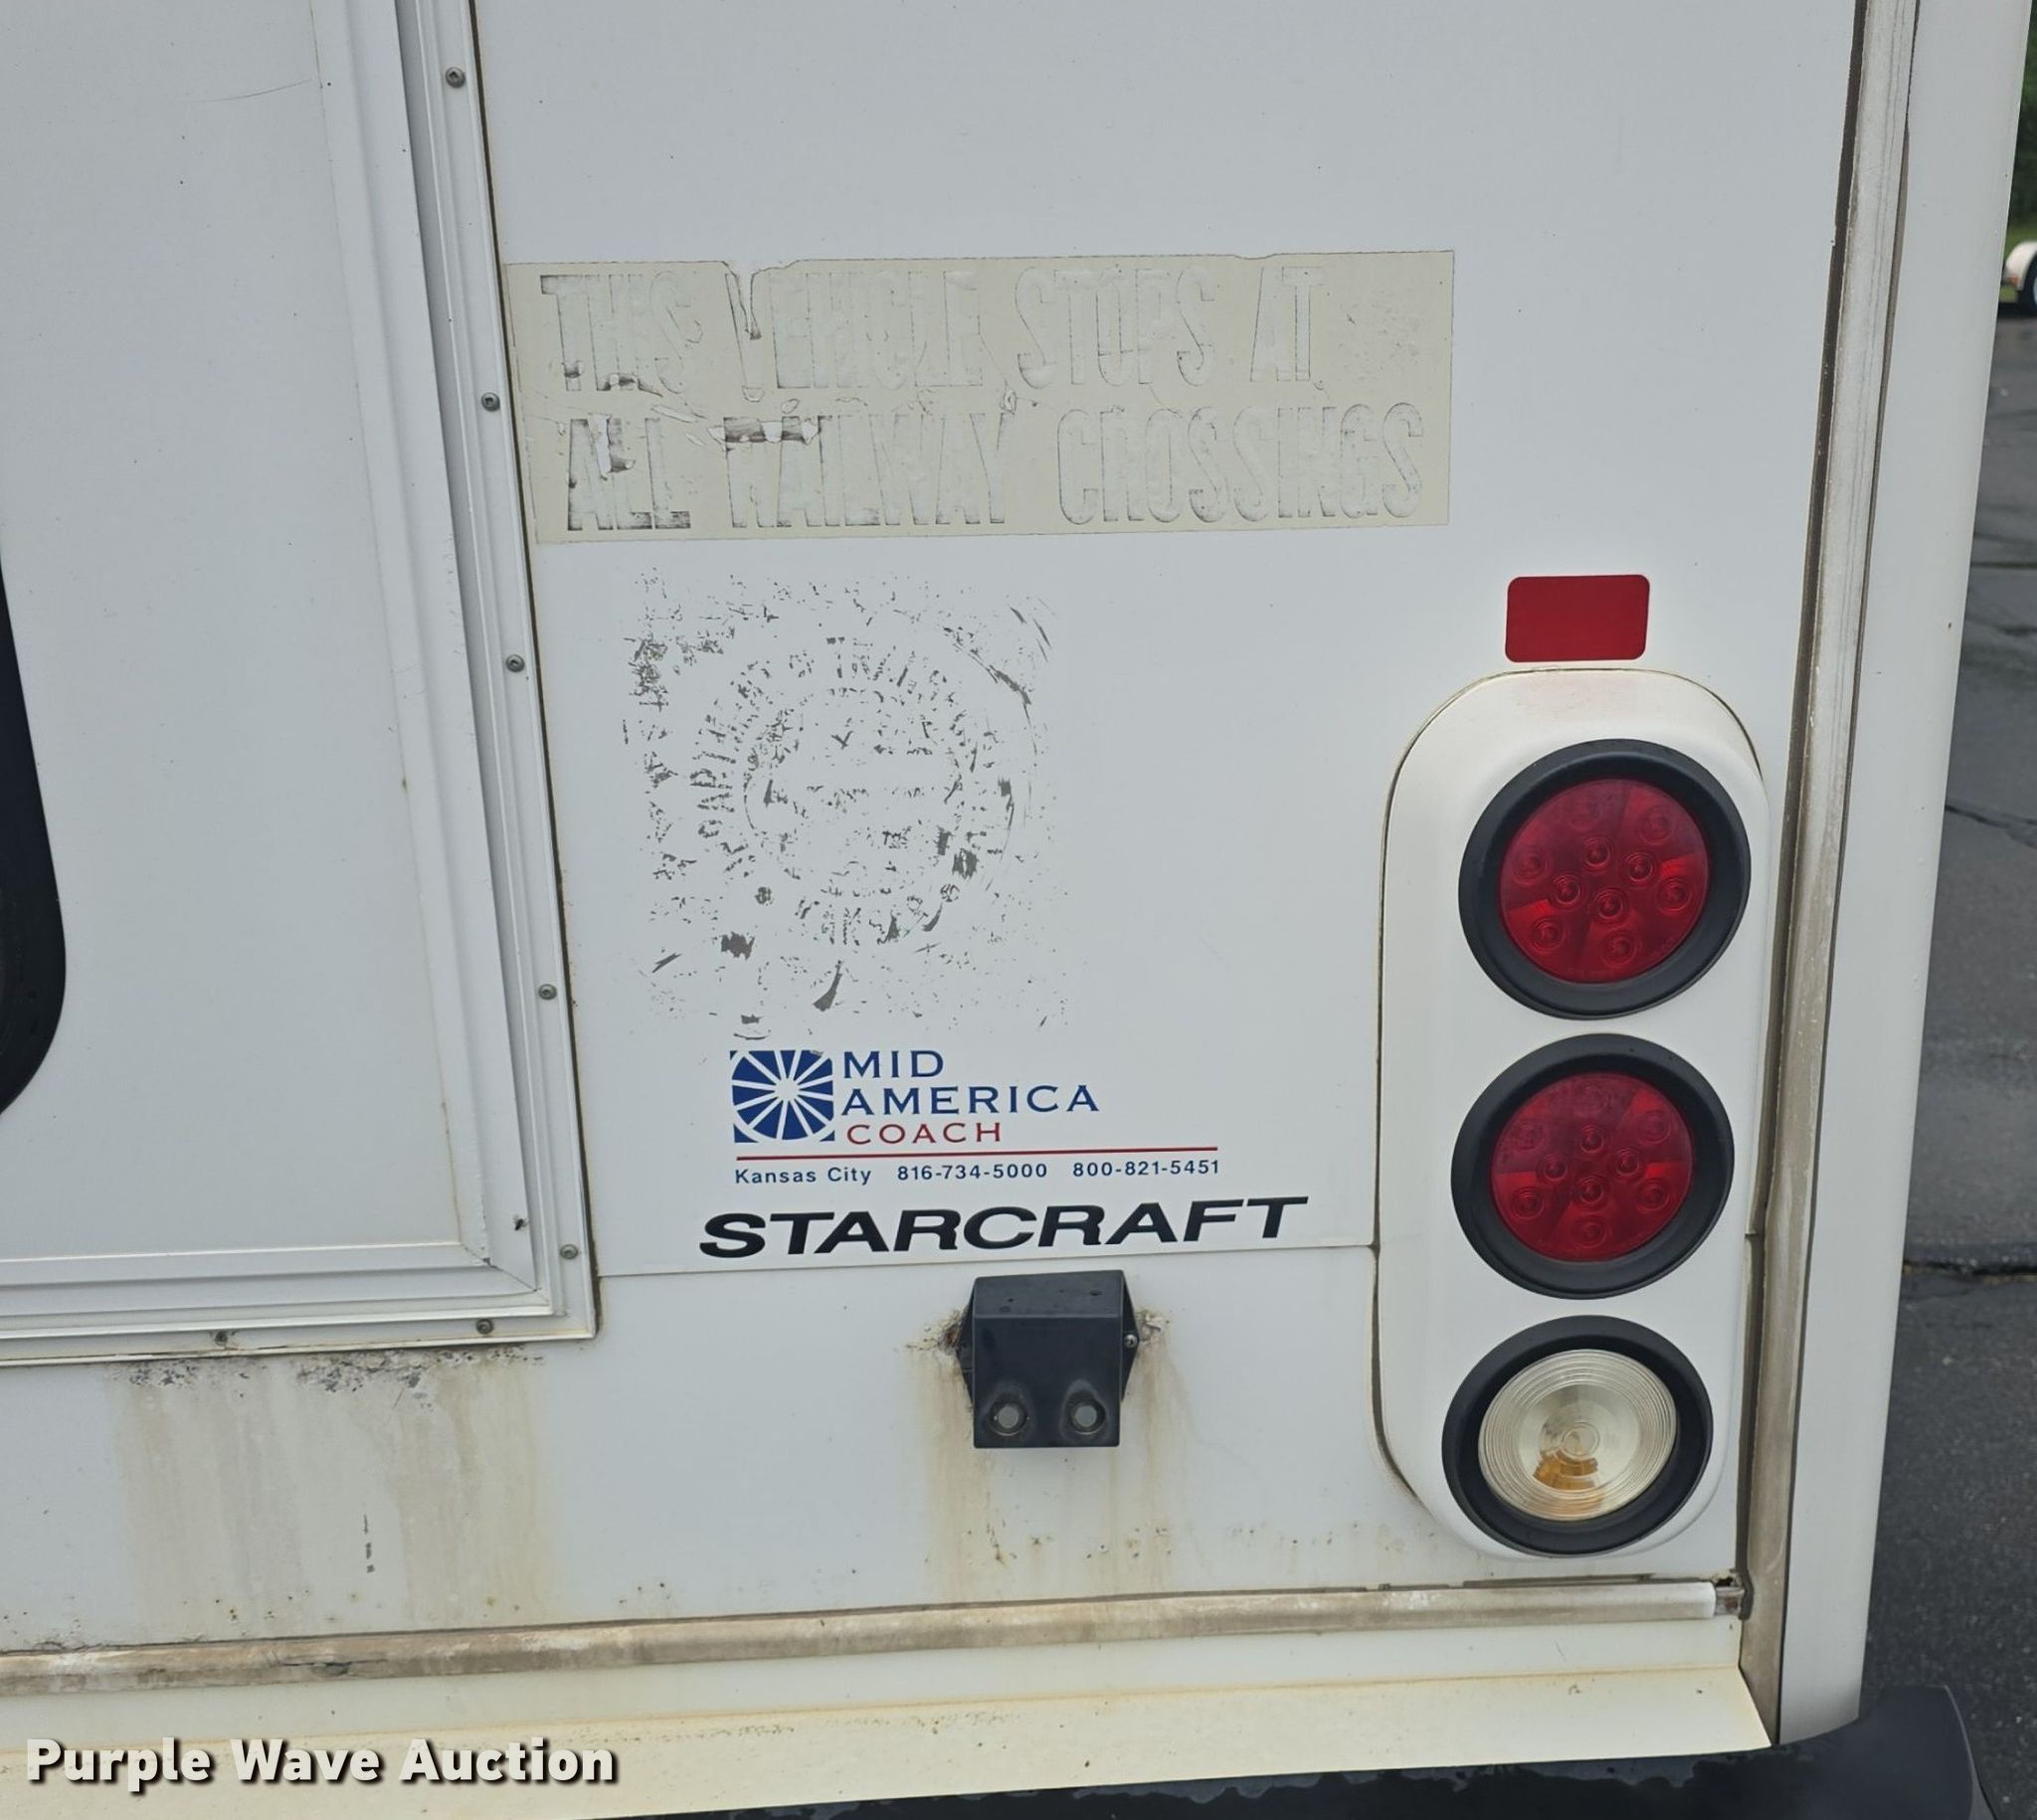 THIS VEHICLE STOPS AT
ALL RAILWAY CROSSINGS
MID
AMERICA
COACH
Kansas City 816-734-5000 800-821-5451
STARCRAFT
Purple Wave Auction